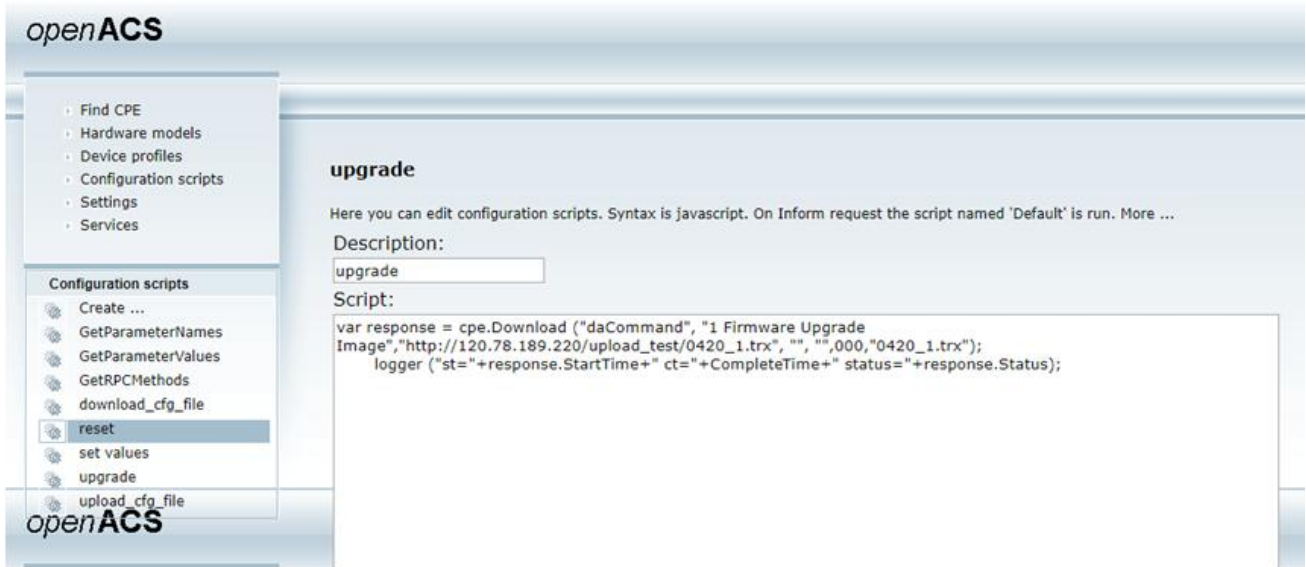 openACS
Find CPE
Hardware models
Device profiles
Configuration scripts
Settings
Services
Configuration scripts
Create ...
GetParameterNames
GetParameterValues
GetRPCMethods
download_cfg_file
reset
set values
upgrade
upload_cfg_file
openACS
upgrade
Here you can edit configuration scripts. Syntax is javascript. On Inform request the script named 'Default' is run. More ...
Description:
upgrade
Script:
var response = cpe.Download ("daCommand", "1 Firmware Upgrade
Image","http://120.78.189.220/upload_test/0420_1.trx", "", "",000,"0420_1.trx");
logger ("st="+response.StartTime+" ct="+CompleteTime+" status="+response.Status);